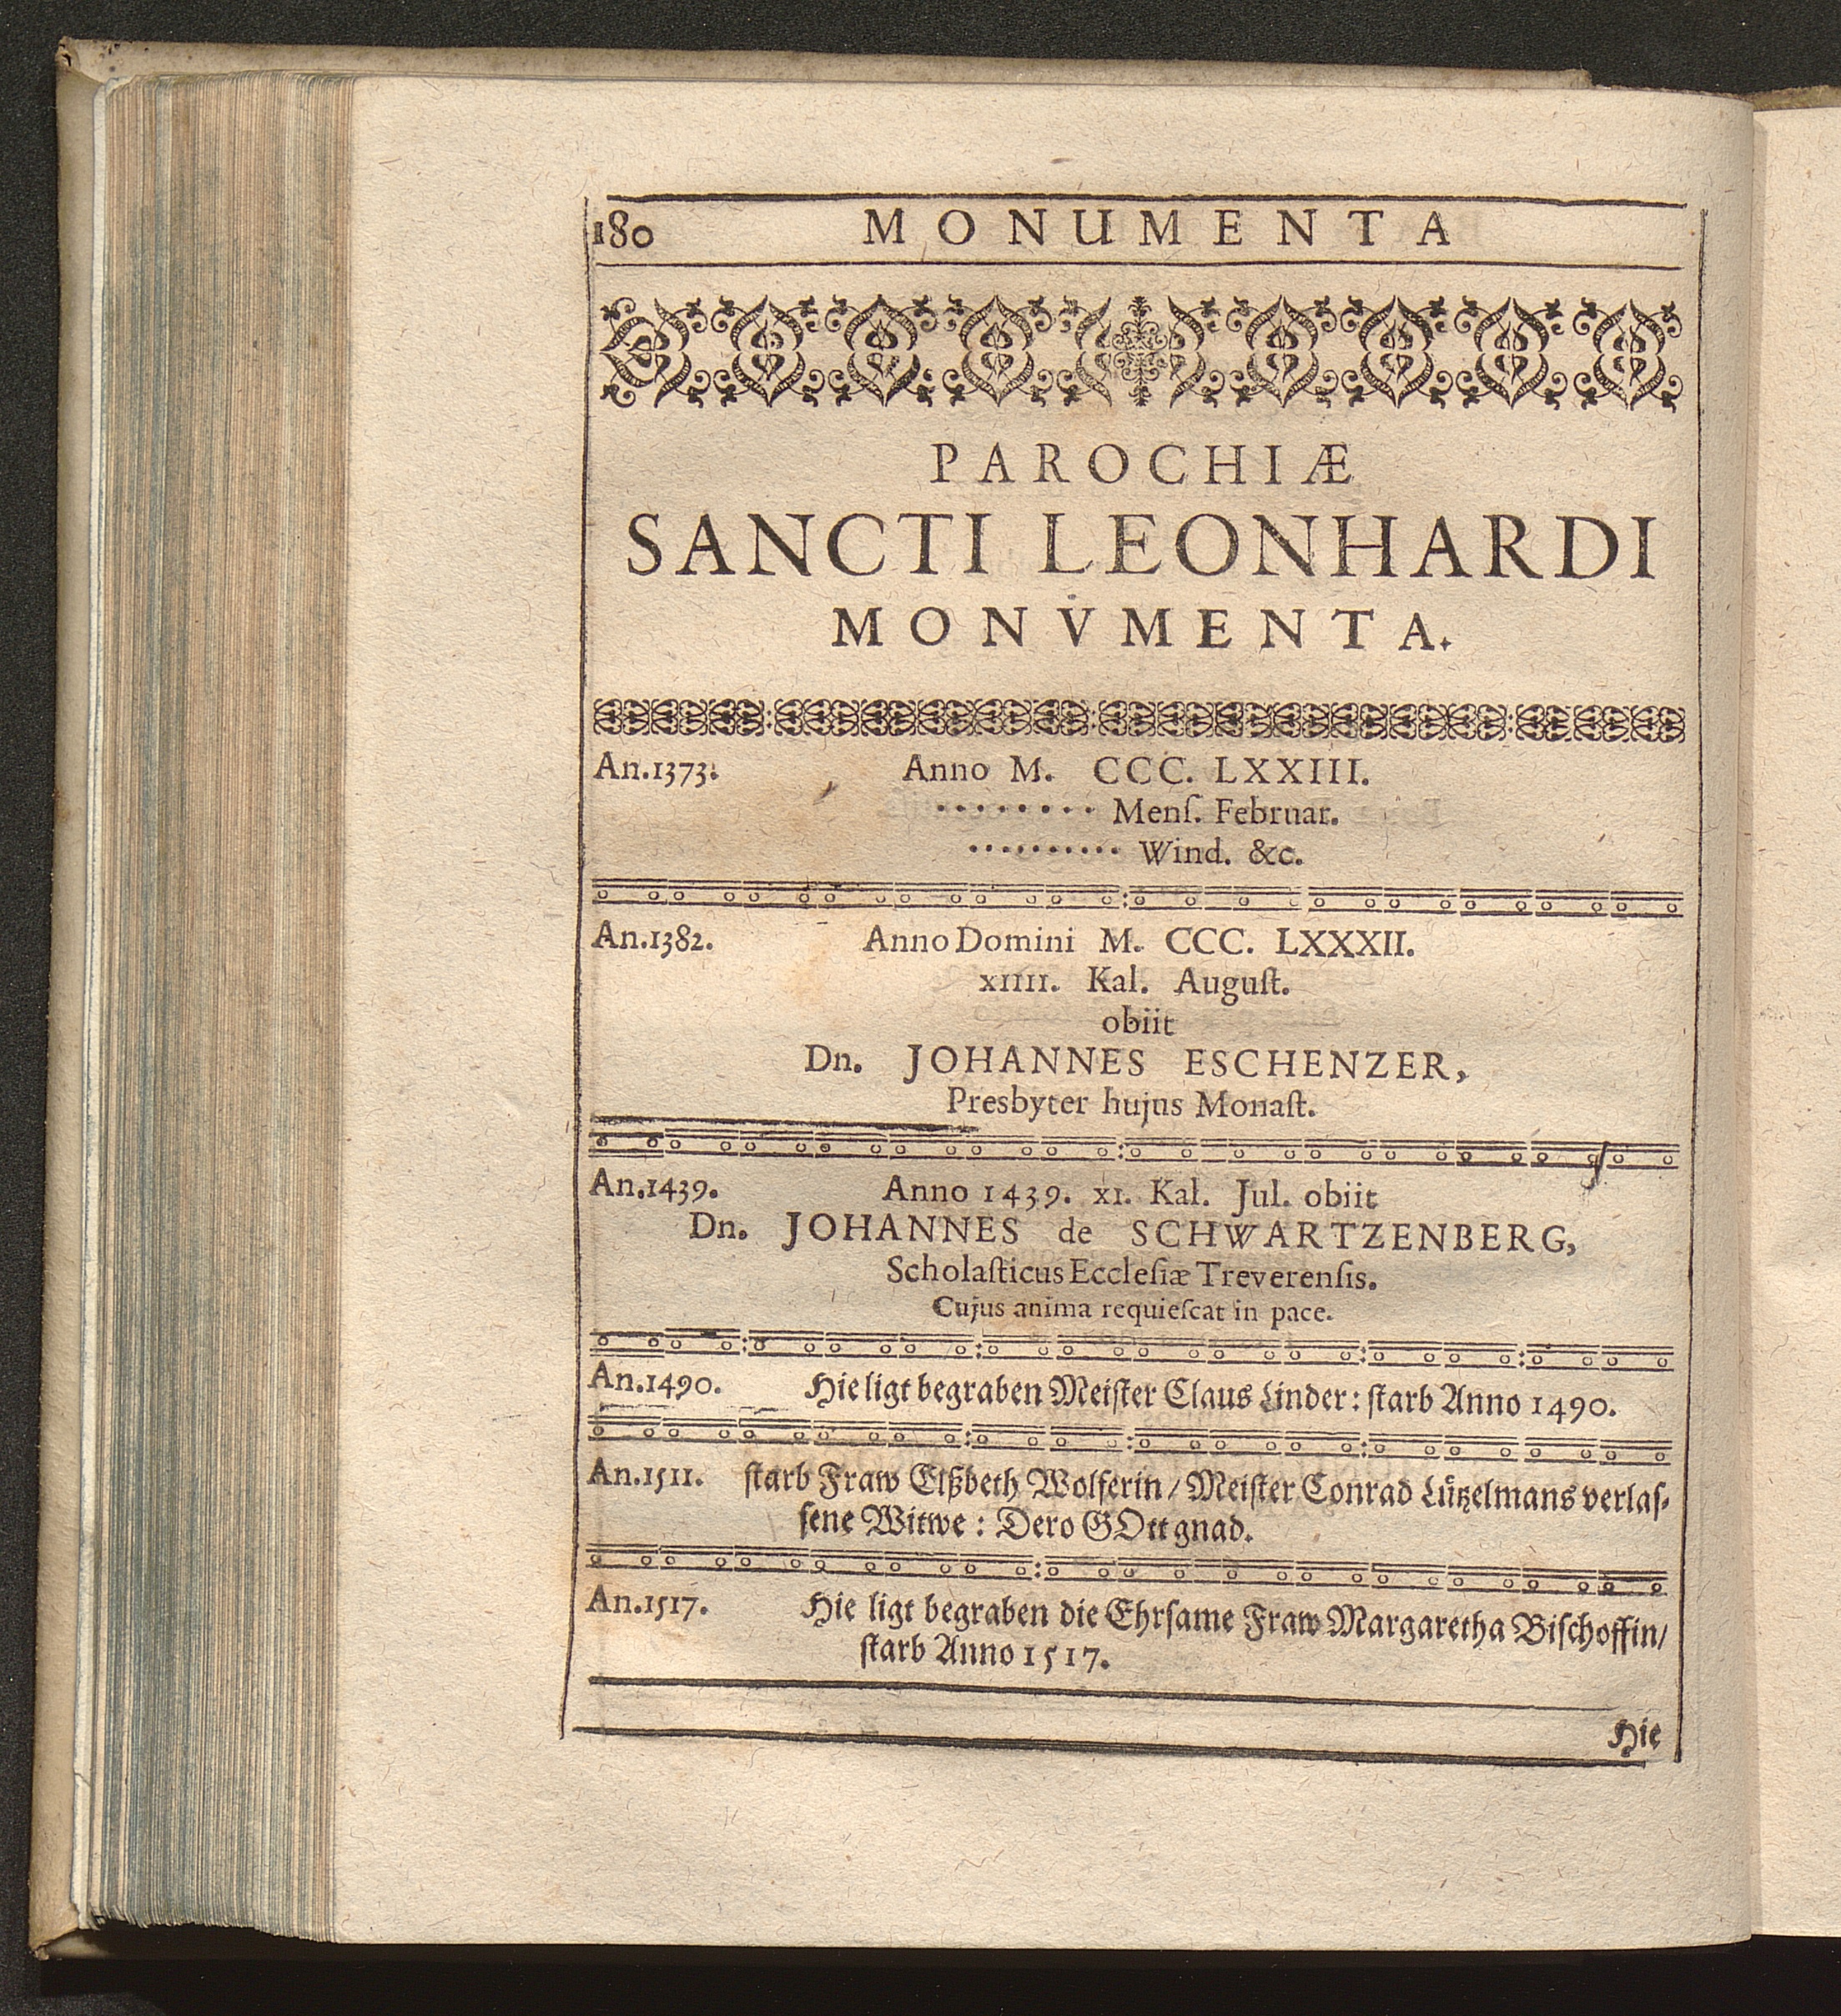 180 MONUMENTA
PAROCHIÆ
SANCTI LEONHARDI
MONVMENTA.
An.1373. Anno M. CCC. LXXIII.
········· Menſ. Februar.
·········· Wind. &c.
An.1382. Anno Domini M. CCC. LXXXII.
XIIII. Kal. Auguſt.
obiit
Dn. JOHANNES ESCHENZER,
Presbyter hujus Monaſt.
An.1439. Anno 1439. XI. Kal. Jul. obiit
Dn. JOHANNES de SCHWARTZENBERG,
Scholaſticus Eccleſiæ Treverenſis.
Cujus anima requieſcat in pace.
An.1490. Hie ligt begraben Meiſter Claus Linder: ſtarb Anno 1490.
An.1511. ſtarb Fraw Elßbeth Wolferin / Meiſter Conrad Lützelmans verlaſ-
ſene Witwe: Dero GOtt gnad.
An.1517. Hie ligt begraben die Ehrſame Fraw Margaretha Biſchoffin/
ſtarb Anno 1517.
Hie